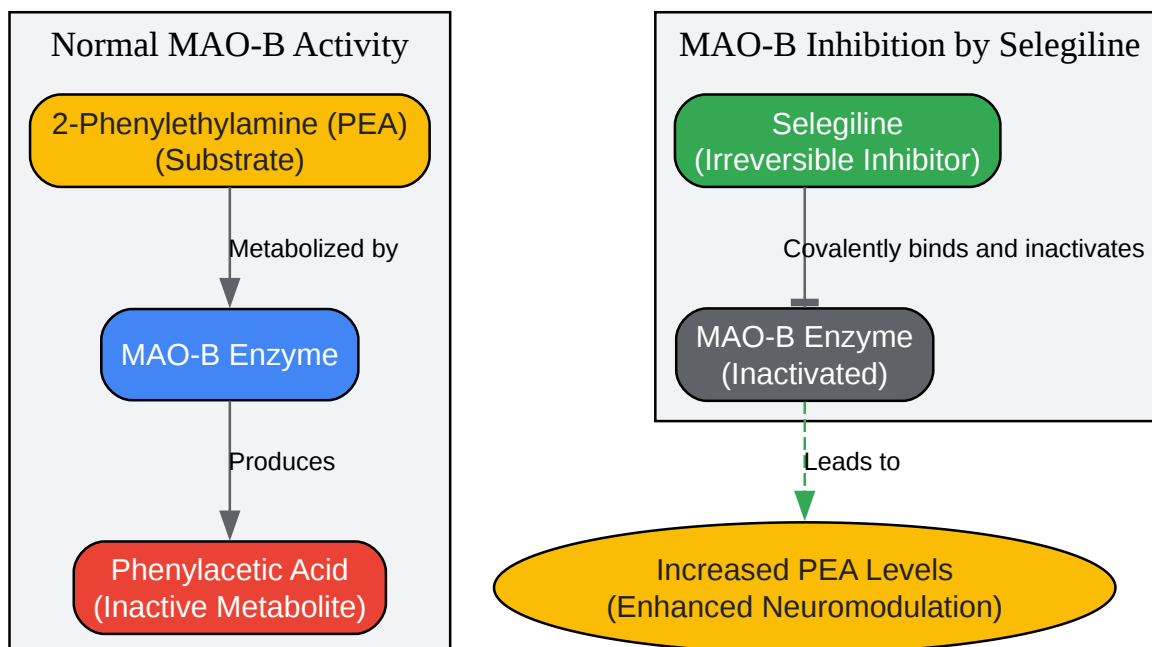 Normal MAO-B Activity
2-Phenylethylamine (PEA)
(Substrate)
Metabolized by
MAO-B Enzyme
Produces
Phenylacetic Acid
(Inactive Metabolite)
MAO-B Inhibition by Selegiline
Selegiline
(Irreversible Inhibitor)
Covalently binds and inactivates
MAO-B Enzyme
(Inactivated)
Leads to
Increased PEA Levels
(Enhanced Neuromodulation)